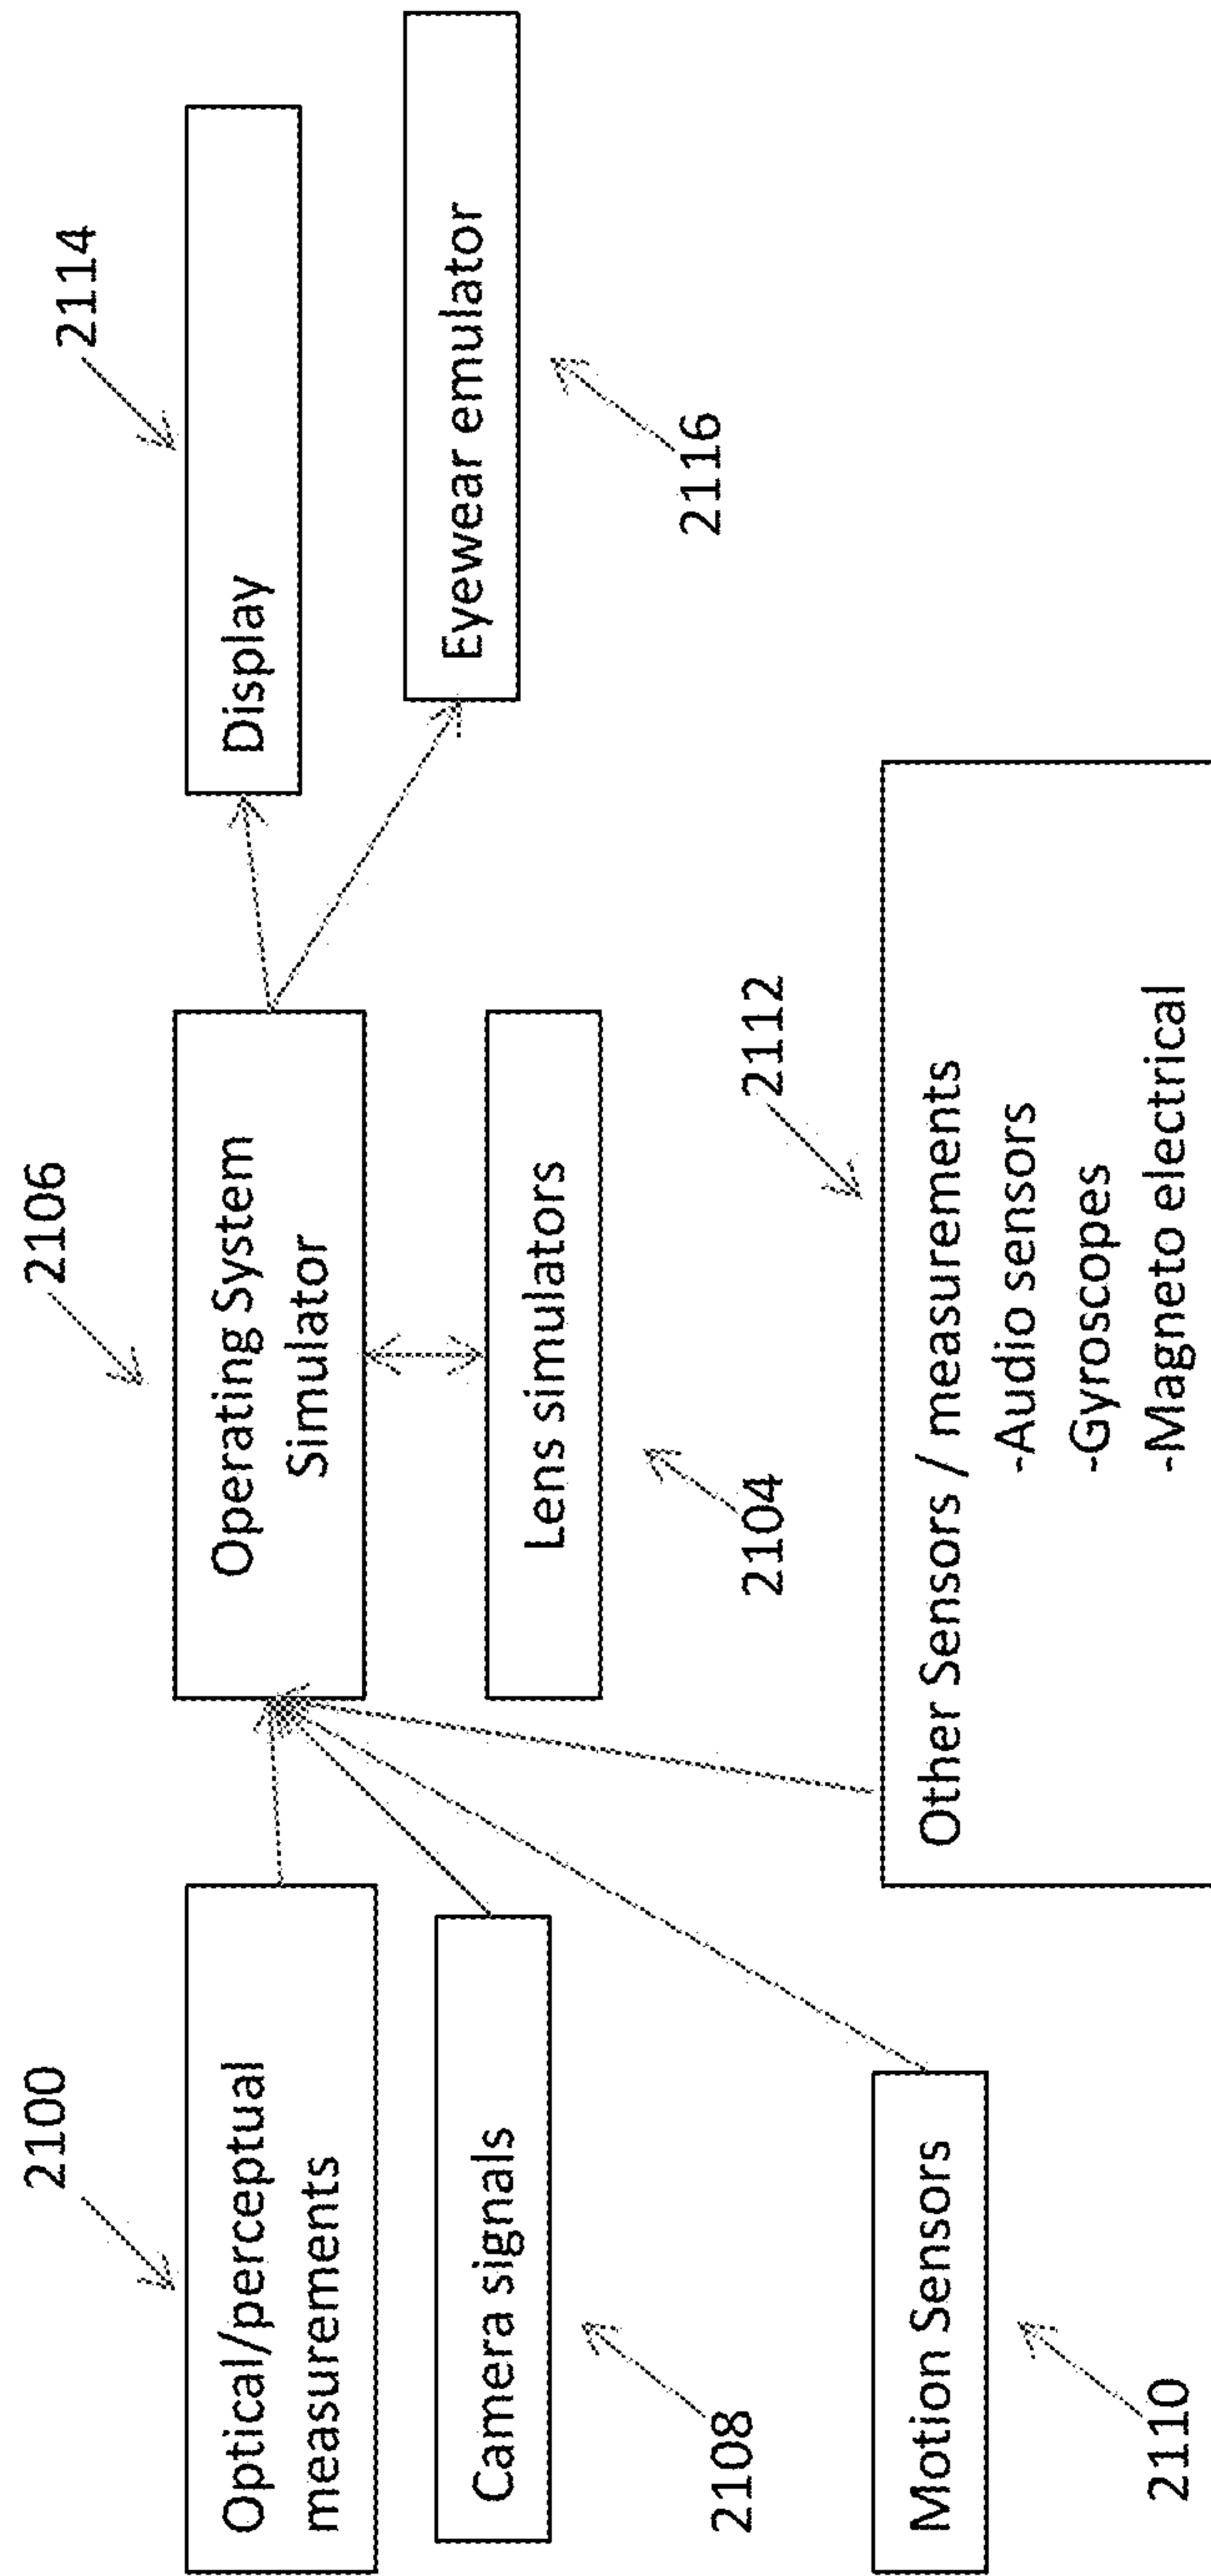 2100
Optical/perceptual
measurements
Camera signals
2108
Motion Sensors
2110
2106
Operating System
Simulator
Lens simulators
2104
2112
Other Sensors / measurements
-Audio sensors
-Gyroscopes
-Magneto electrical
2114
Display
Eyewear emulator
2116